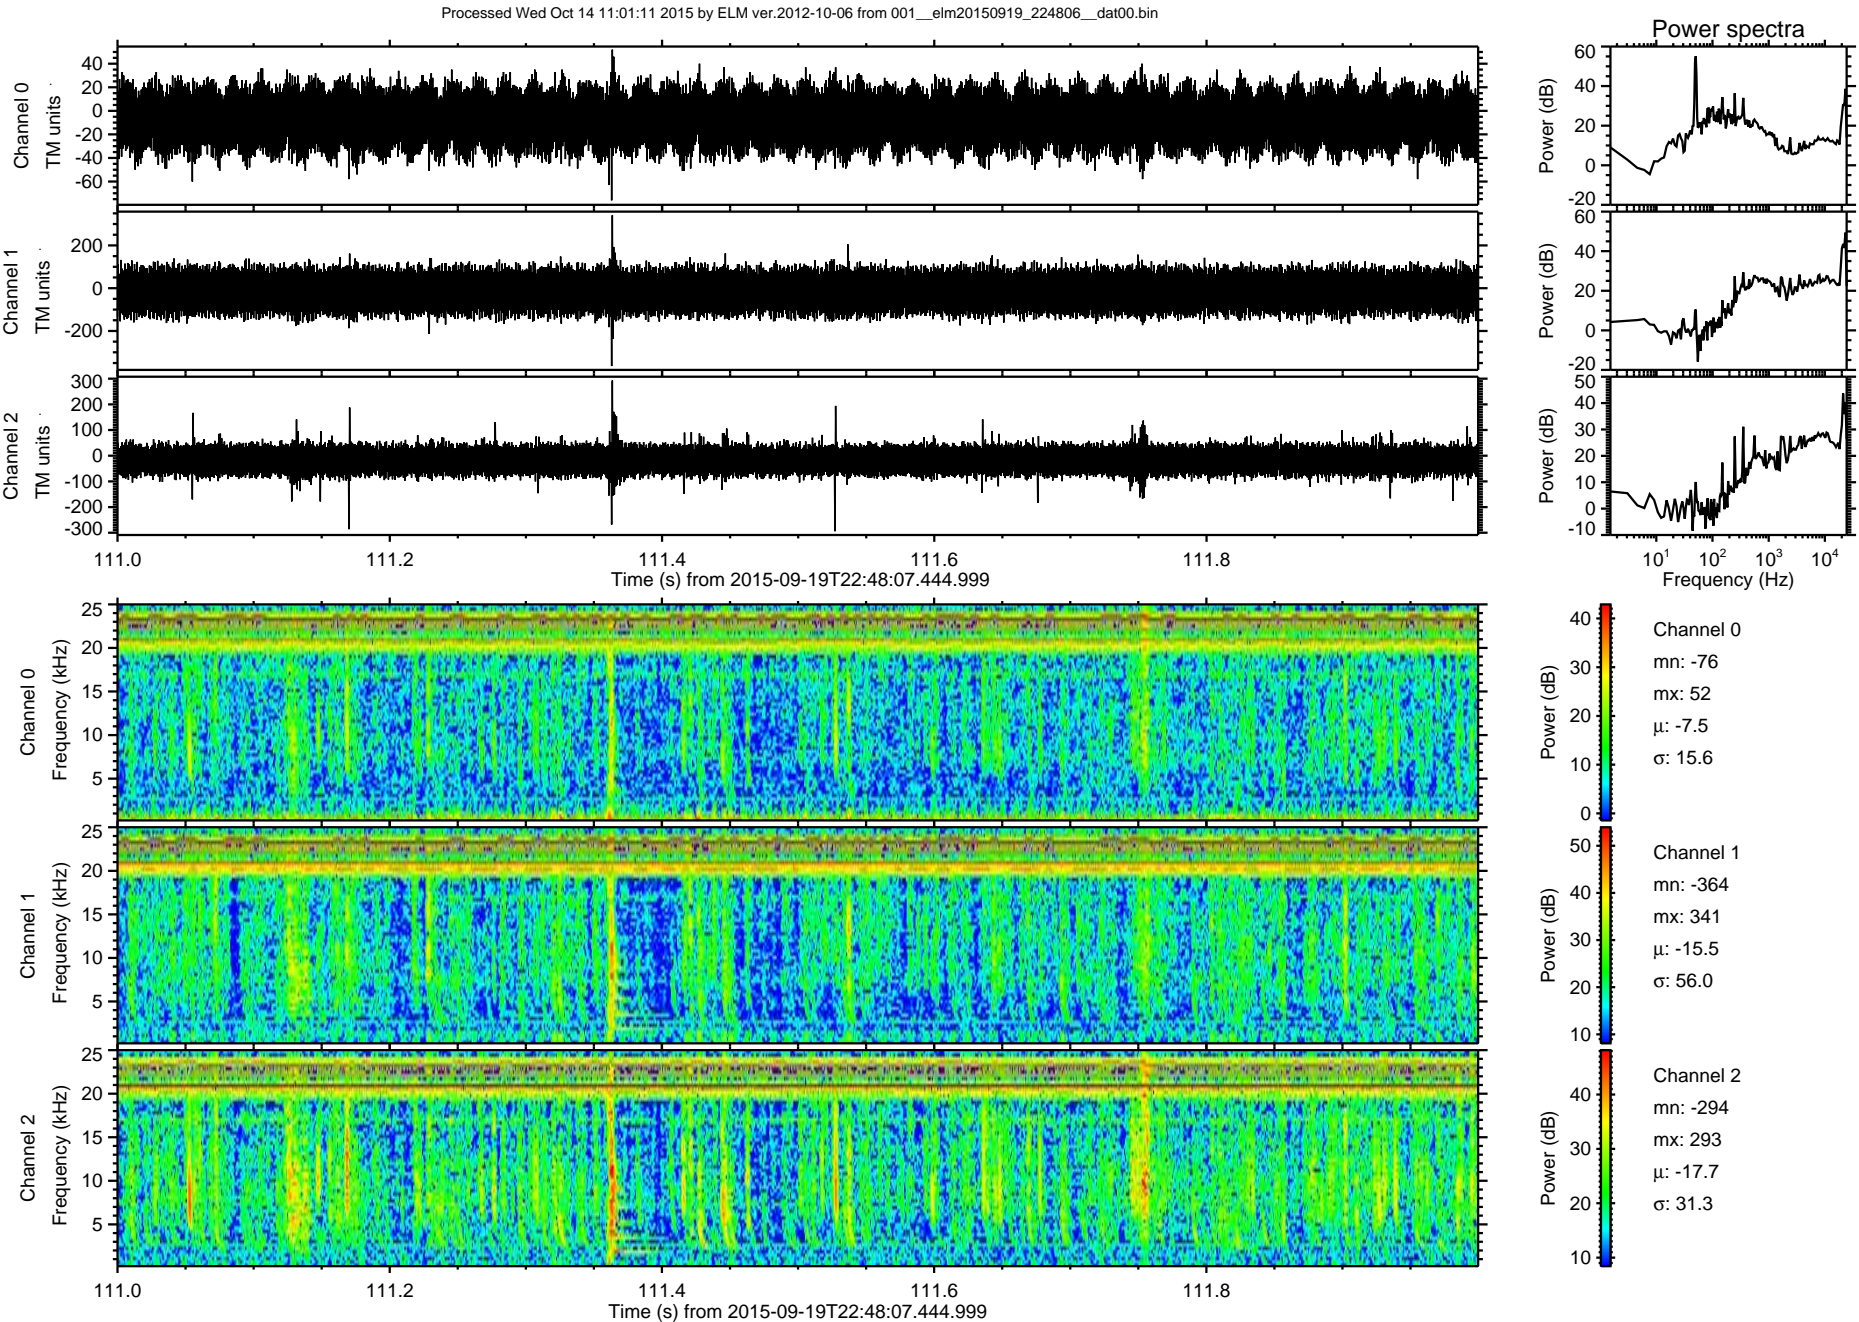 Processed Wed Oct 14 11:01:11 2015 by ELM ver.2012-10-06 from 001__elm20150919_224806__dat00.bin
Power spectra
Channel 0
TM units
40
20
0
-20
-40
-60
Power (dB)
60
40
20
0
-20
Channel 1
TM units
200
0
-200
Power (dB)
60
40
20
0
-20
Channel 2
TM units
300
200
100
0
-100
-200
-300
Power (dB)
50
40
30
20
10
0
-10
111.0 111.2 111.4 111.6 111.8
Time (s) from 2015-09-19T22:48:07.444.999
10¹ 10² 10³ 10⁴
Frequency (Hz)
Channel 0
Frequency (kHz)
25
20
15
10
5
Power (dB)
40
30
20
10
0
Channel 0
mn: -76
mx: 52
µ: -7.5
σ: 15.6
Channel 1
Frequency (kHz)
25
20
15
10
5
Power (dB)
50
40
30
20
10
Channel 1
mn: -364
mx: 341
µ: -15.5
σ: 56.0
Channel 2
Frequency (kHz)
25
20
15
10
5
Power (dB)
40
30
20
10
Channel 2
mn: -294
mx: 293
µ: -17.7
σ: 31.3
111.0 111.2 111.4 111.6 111.8
Time (s) from 2015-09-19T22:48:07.444.999